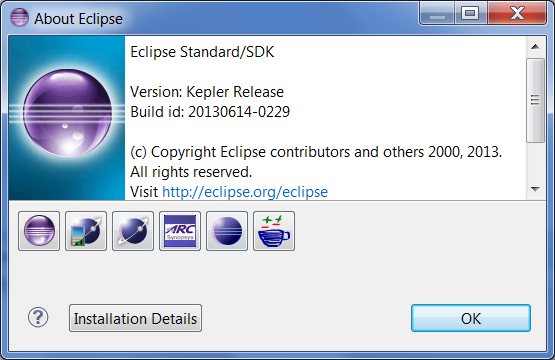 About Eclipse
Eclipse Standard/SDK
Version: Kepler Release
Build id: 20130614-0229
(c) Copyright Eclipse contributors and others 2000, 2013.
All rights reserved.
Visit http://eclipse.org/eclipse
ARC
Synopsys
?
Installation Details
OK